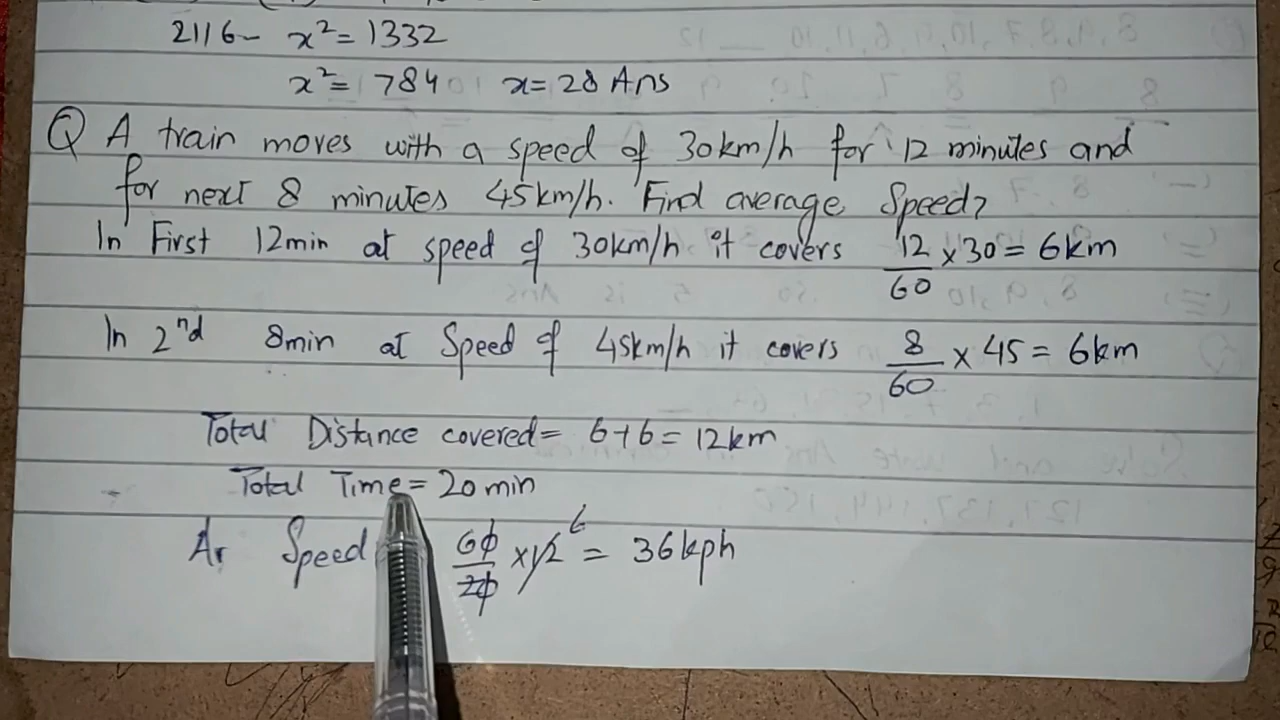 2116- x²= 1332
x²= 784 x= 28 Ans
Q A train moves with a speed of 30km/h for 12 minutes and
for next 8 minutes 45km/h. Find average Speed?
In First 12min at speed of 30km/h it covers 12/60 x 30 = 6km
In 2nd 8min at Speed of 45km/h it covers 8/60 x 45 = 6km
Total Distance covered= 6+6= 12km
Total Time= 20 min
Speed 60/20 x 12 6 = 36kph